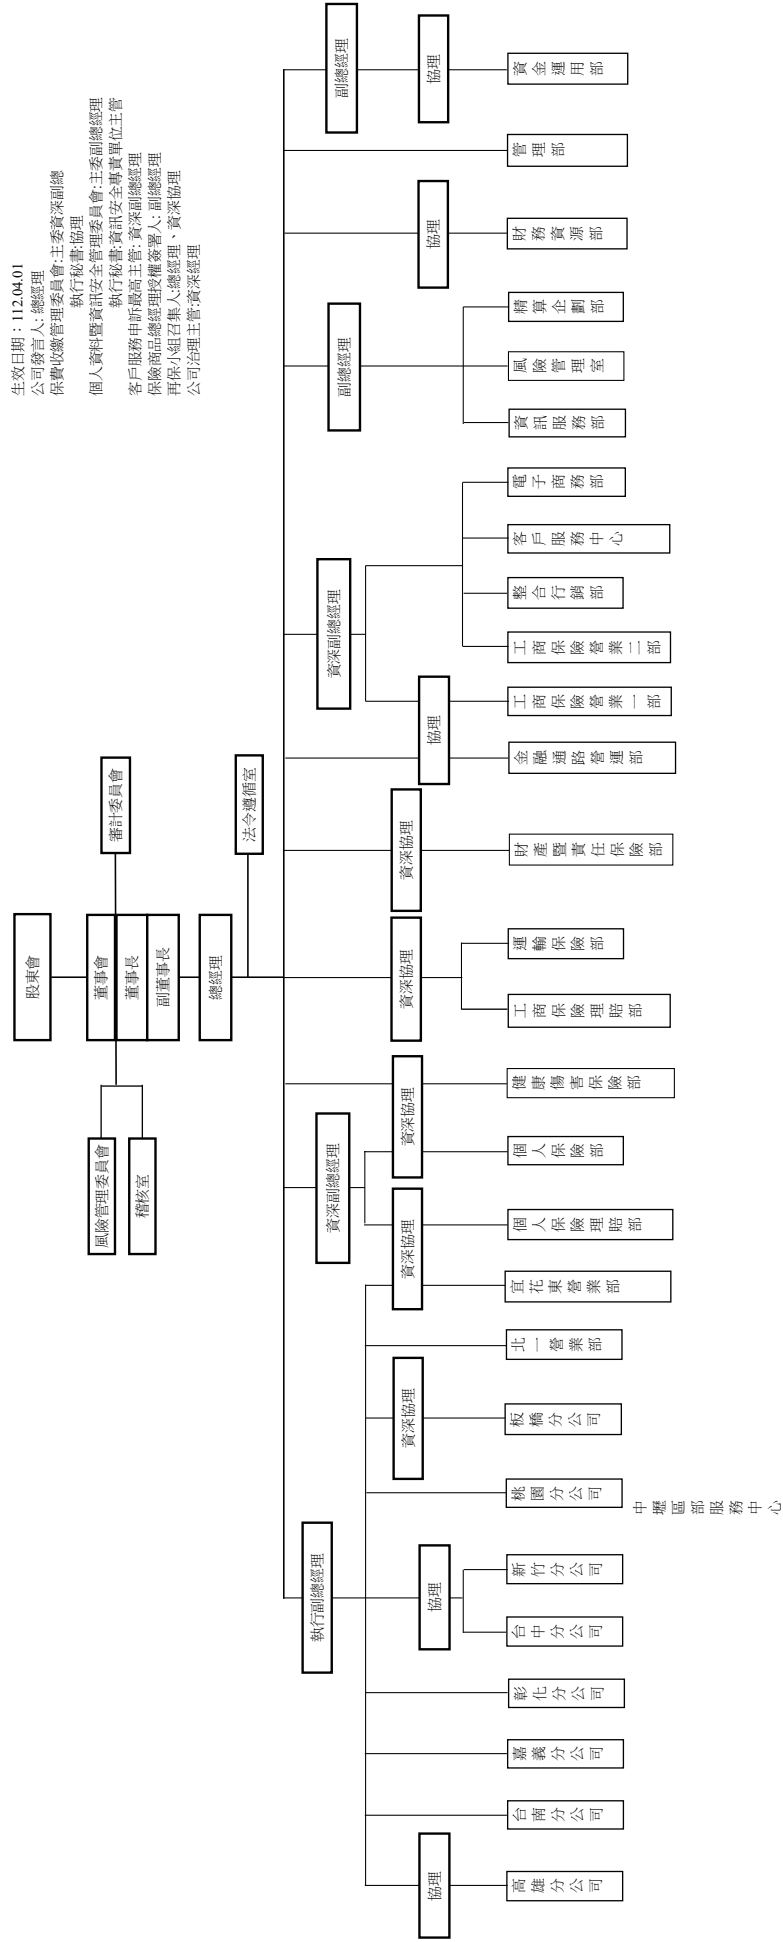 生效日期：112.04.01
公司發言人: 總經理
保費收繳管理委員會:主委資深副總
執行秘書:協理
個人資料暨資訊安全管理委員會:主委副總經理
執行秘書:資訊安全專責單位主管
客戶服務申訴最高主管: 資深副總經理
保險商品總經理授權簽署人: 副總經理
再保小組召集人:總經理、資深協理
公司治理主管:資深經理
股東會
董事會
董事長
副董事長
審計委員會
風險管理委員會
稽核室
總經理
法令遵循室
執行副總經理
資深副總經理
資深副總經理
副總經理
副總經理
協理
協理
資深協理
資深協理
資深協理
資深協理
資深協理
協理
協理
協理
高雄分公司
台南分公司
嘉義分公司
彰化分公司
台中分公司
新竹分公司
桃園分公司
中壢區部服務中心
板橋分公司
北一營業部
宜花東營業部
個人保險理賠部
個人保險部
健康傷害保險部
工商保險理賠部
運輸保險部
財產暨責任保險部
金融通路營運部
工商保險營業一部
工商保險營業二部
整合行銷部
客戶服務中心
電子商務部
資訊服務部
風險管理室
精算企劃部
財務資源部
管理部
資金運用部